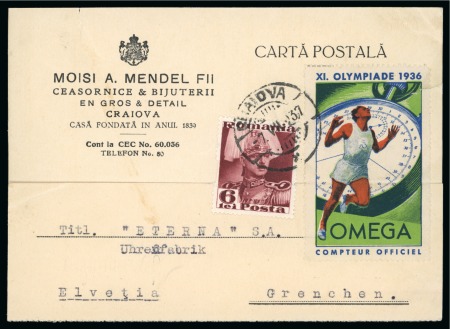 CARTĂ POSTALĂ
MOISI A. MENDEL FII
CEASORNICE & BIJUTERII
EN GROS & DETAIL
CRAIOVA
CASĂ FONDATĂ IN ANUL 1830
Cont la CEC No. 60.036
TELEFON No. 80
CRAIOVA
37
Romania
6
lei Posta
XI. OLYMPIADE 1936
OMEGA
COMPTEUR OFFICIEL
Titl. "ETERNA" S.A.
Uhrenfabrik
Elveţia Grenchen.